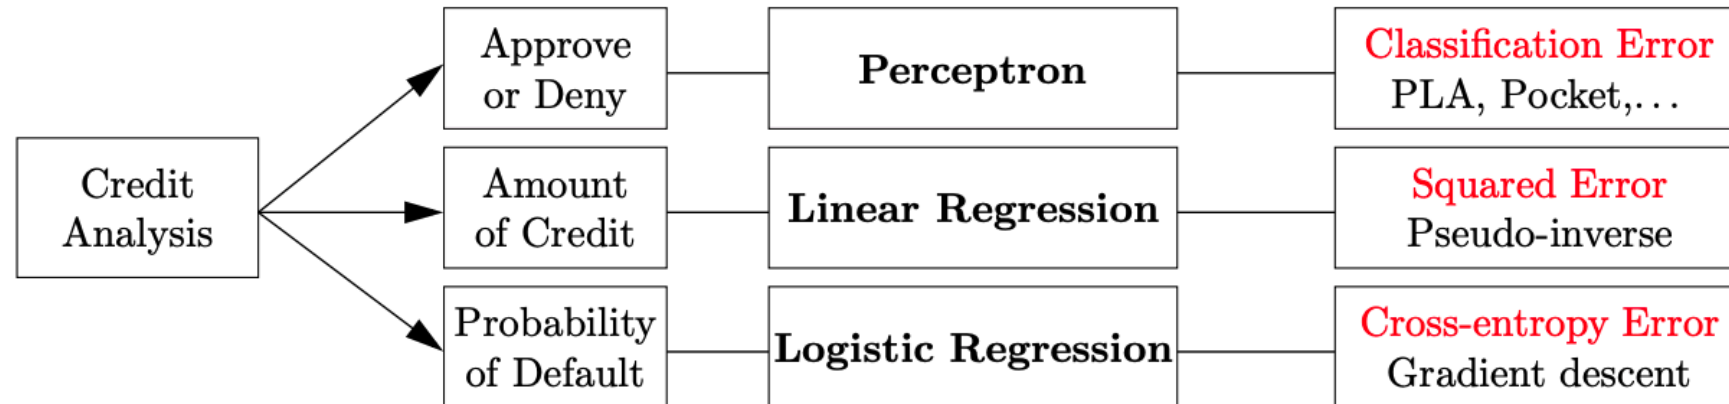 Credit
Analysis
Approve
or Deny
Perceptron
Classification Error
PLA, Pocket,...
Amount
of Credit
Linear Regression
Squared Error
Pseudo-inverse
Probability
of Default
Logistic Regression
Cross-entropy Error
Gradient descent